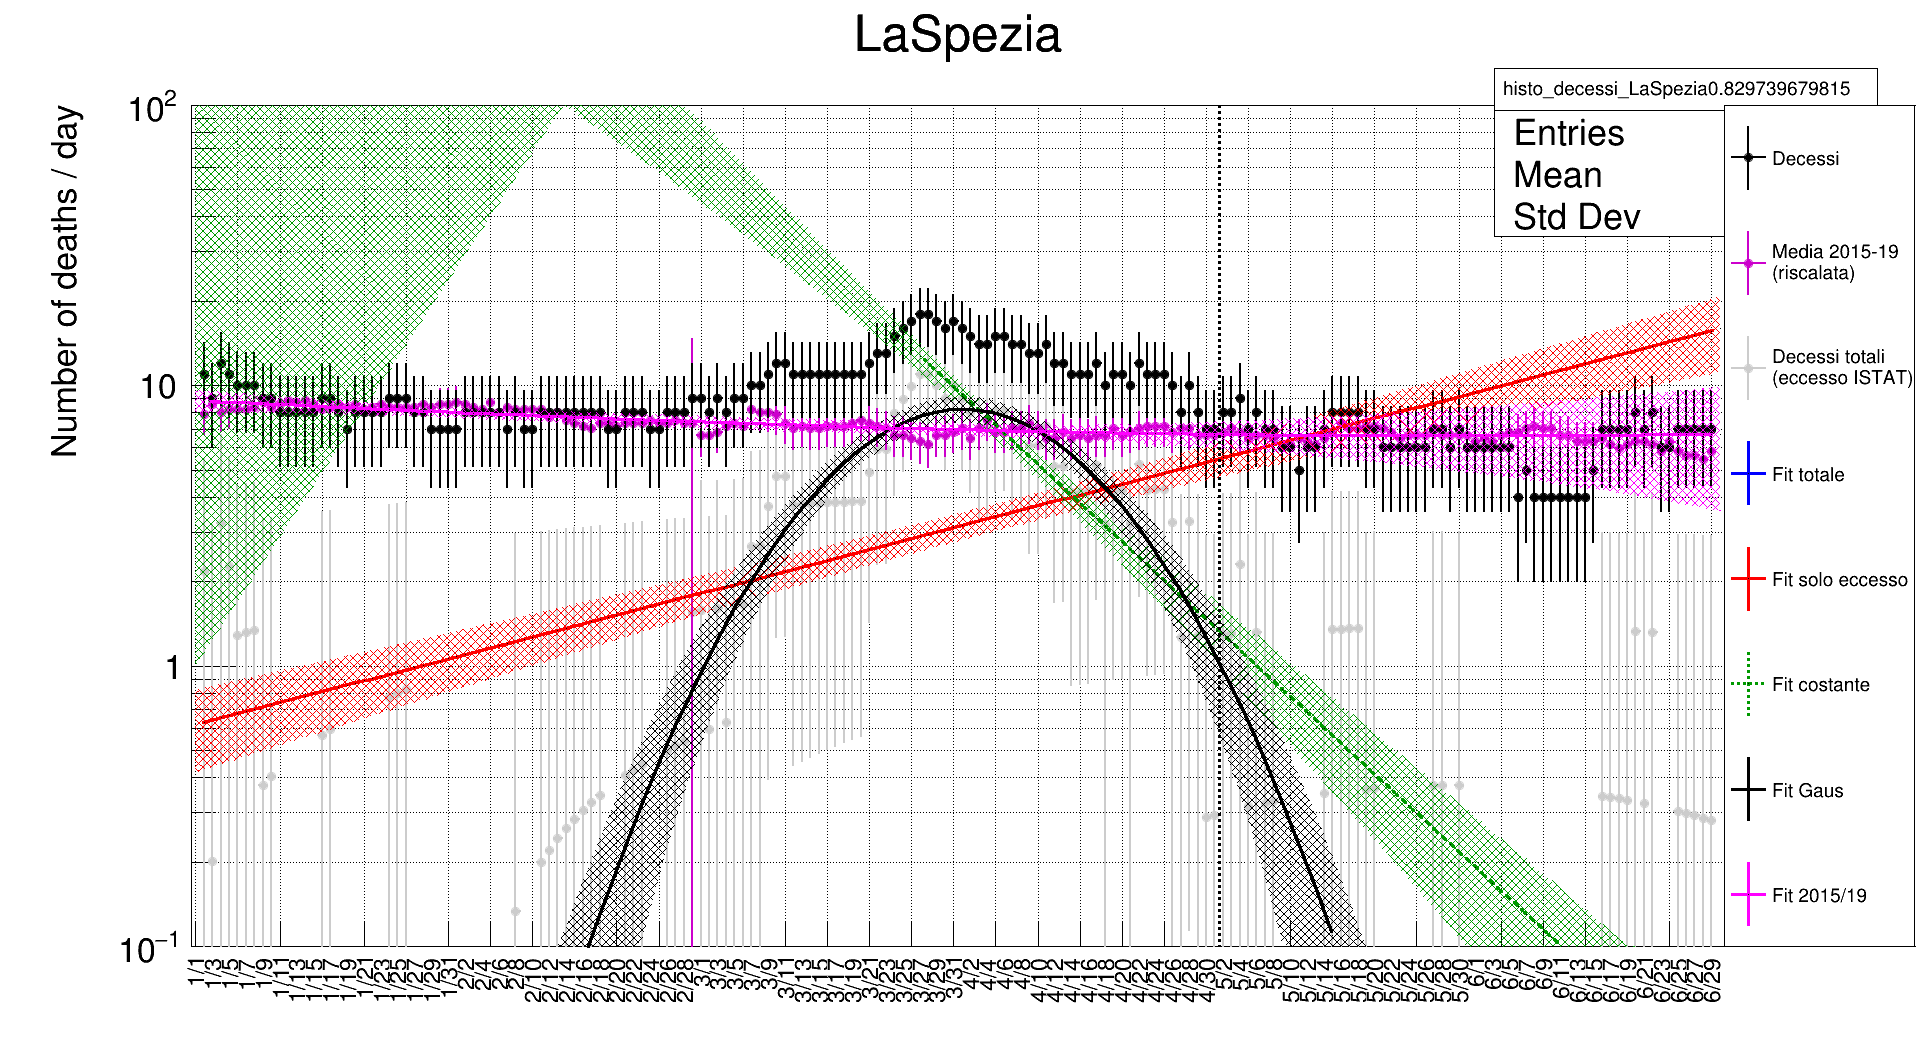 LaSpezia
histo_decessi_LaSpezia0.829739679815
Entries
Mean
Std Dev
Number of deaths / day
10²
10
1
10⁻¹
Decessi
Media 2015-19
(riscalata)
Decessi totali
(eccesso ISTAT)
Fit totale
Fit solo eccesso
Fit costante
Fit Gaus
Fit 2015/19
1/1 1/3 1/5 1/7 1/9 1/11 1/13 1/15 1/17 1/19 1/21 1/23 1/25 1/27 1/29 1/31 2/2 2/4 2/6 2/8 2/10 2/12 2/14 2/16 2/18 2/20 2/22 2/24 2/26 2/28 3/1 3/3 3/5 3/7 3/9 3/11 3/13 3/15 3/17 3/19 3/21 3/23 3/25 3/27 3/29 3/31 4/2 4/4 4/6 4/8 4/10 4/12 4/14 4/16 4/18 4/20 4/22 4/24 4/26 4/28 4/30 5/2 5/4 5/6 5/8 5/10 5/12 5/14 5/16 5/18 5/20 5/22 5/24 5/26 5/28 5/30 6/1 6/3 6/5 6/7 6/9 6/11 6/13 6/15 6/17 6/19 6/21 6/23 6/25 6/27 6/29